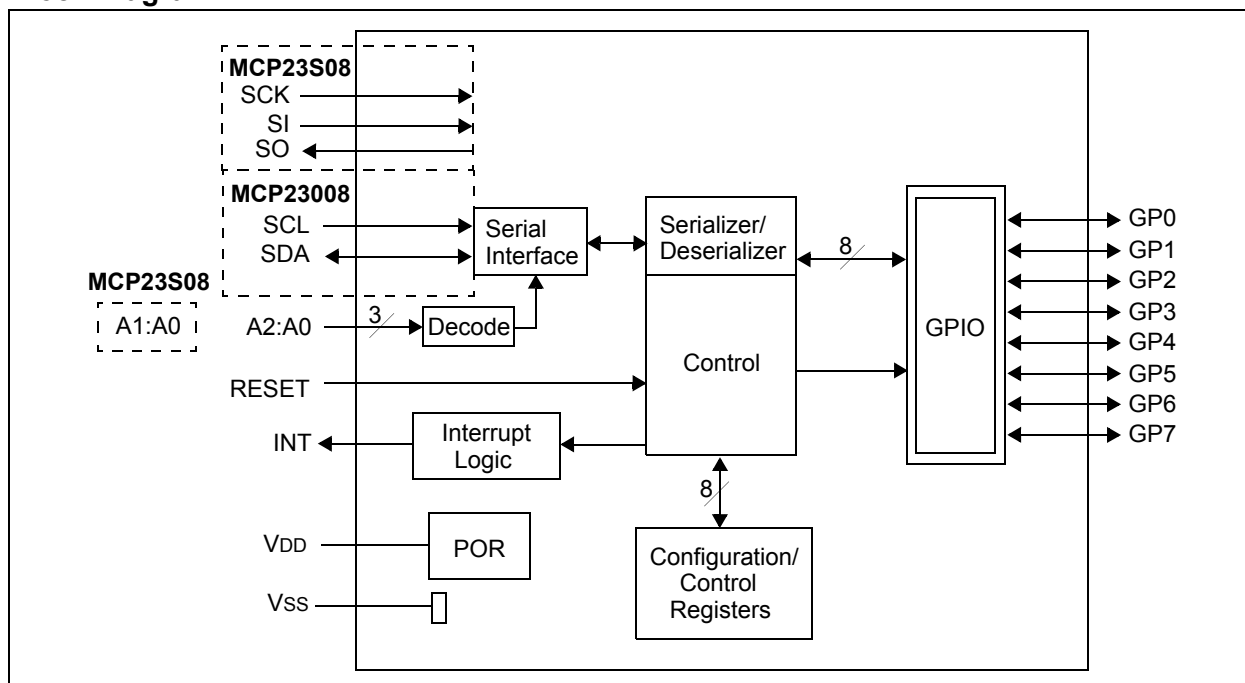 MCP23S08
SCK
SI
SO
MCP23008
SCL
SDA
MCP23S08
A1:A0
A2:A0
3
Decode
Serial
Interface
Serializer/
Deserializer
8
Control
GPIO
GP0
GP1
GP2
GP3
GP4
GP5
GP6
GP7
RESET
INT
Interrupt
Logic
8
VDD
POR
VSS
Configuration/
Control
Registers